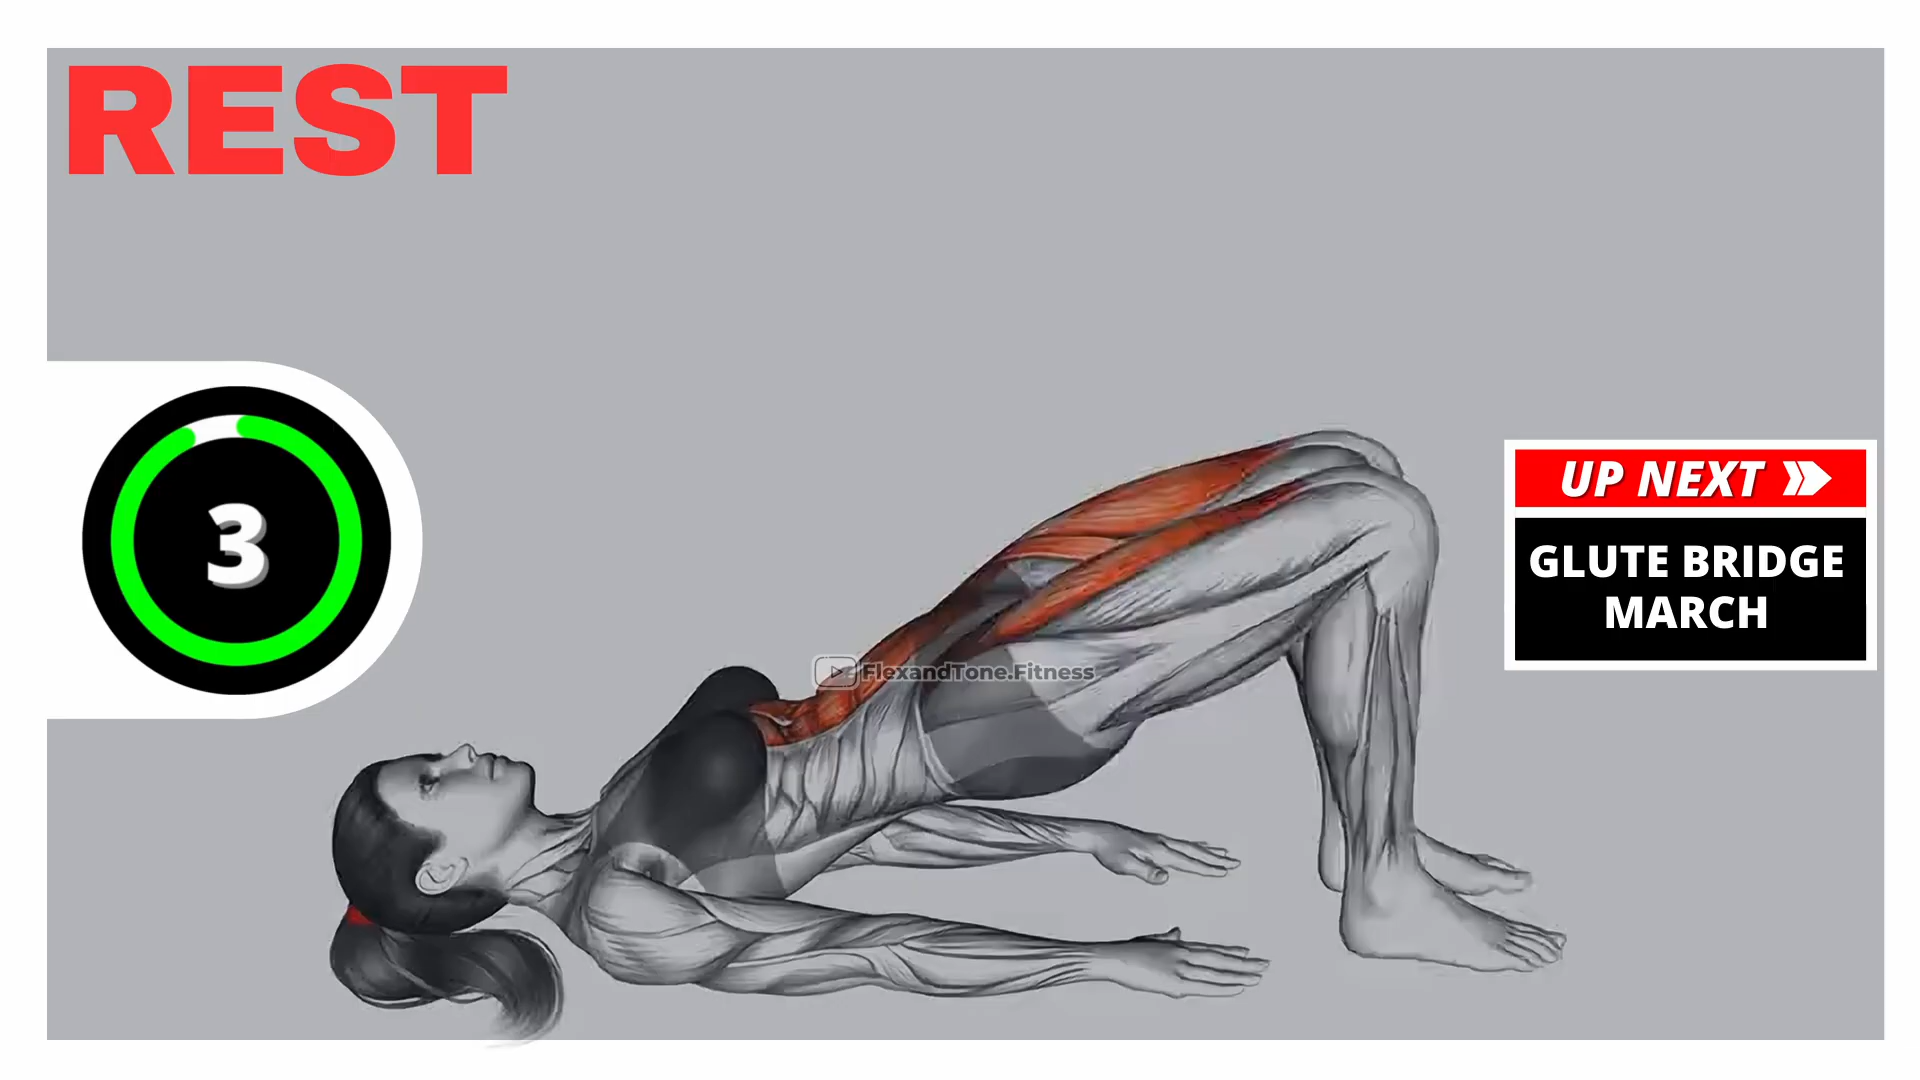 REST
3
UP NEXT
GLUTE BRIDGE
MARCH
FlexandTone.Fitness